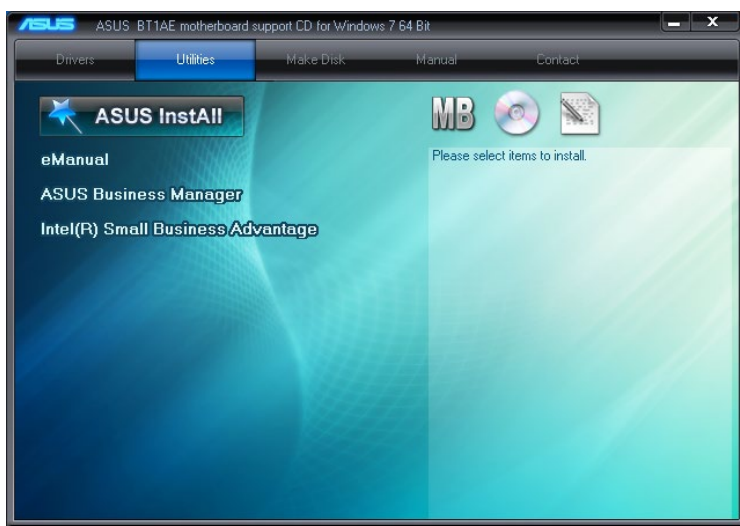 ASUS ASUS BT1AE motherboard support CD for Windows 7 64 Bit
Drivers Utilities Make Disk Manual Contact
ASUS InstAll
MB
eManual
Please select items to install.
ASUS Business Manager
Intel(R) Small Business Advantage